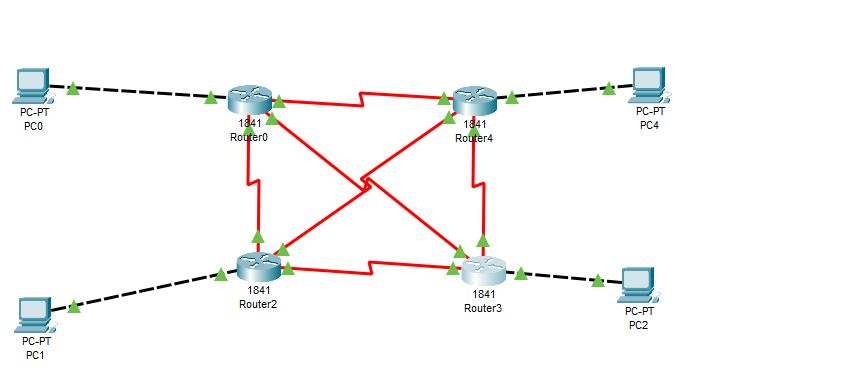 PC-PT
PC0
1841
Router0
1841
Router4
PC-PT
PC4
PC-PT
PC1
1841
Router2
1841
Router3
PC-PT
PC2